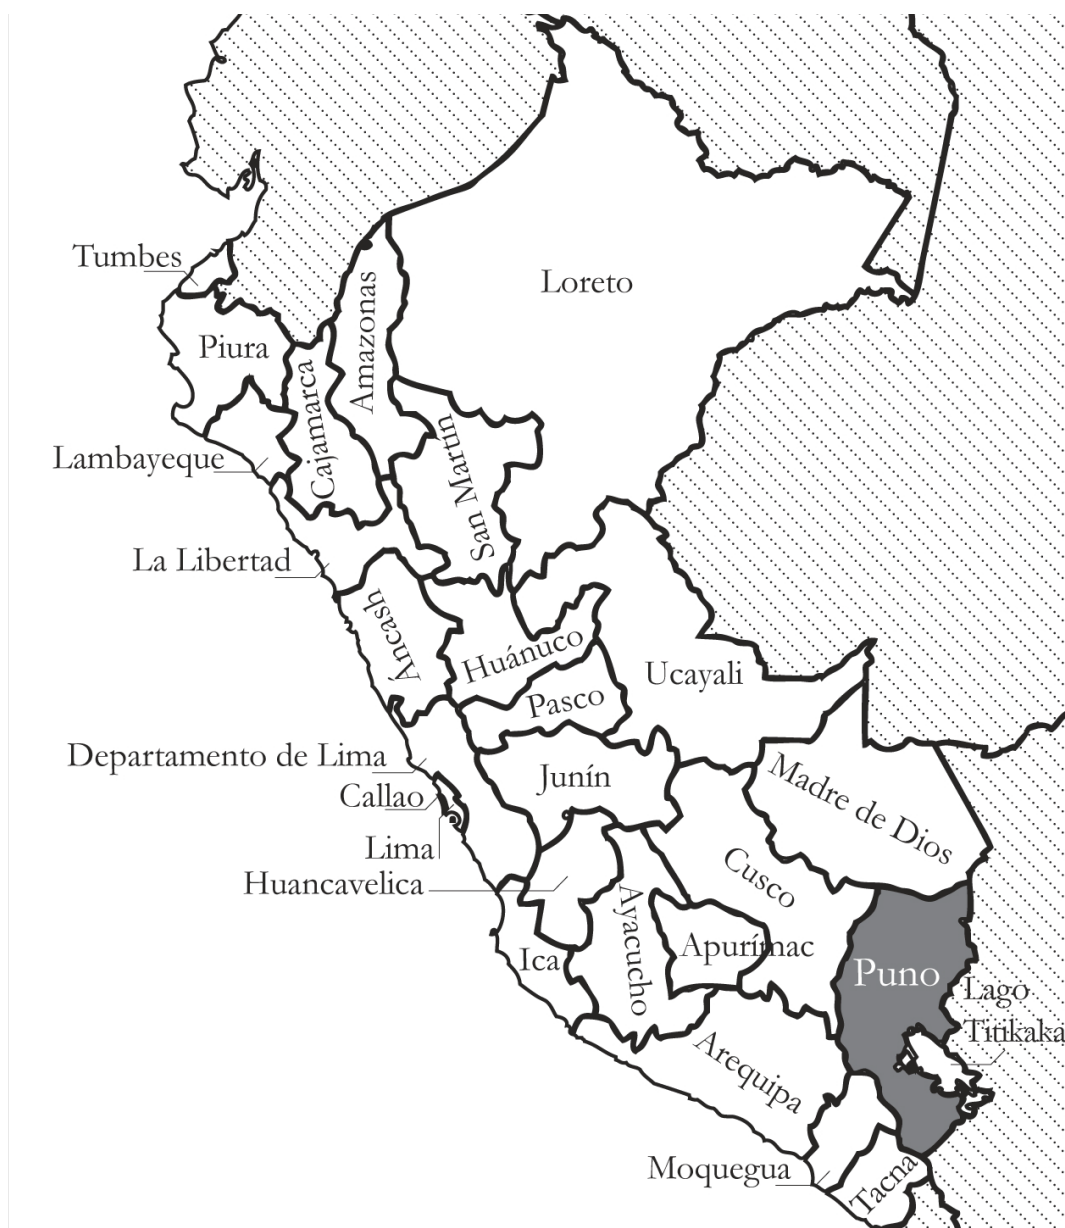 Tumbes
Loreto
Amazonas
Piura
Cajamarca
San Martín
Lambayeque
La Libertad
Áncash
Huánuco
Ucayali
Pasco
Departamento de Lima
Junín
Madre de Dios
Callao
Lima
Cusco
Huancavelica
Ayacucho
Apurímac
Ica
Puno
Lago
Titikaka
Arequipa
Moquegua
Tacna